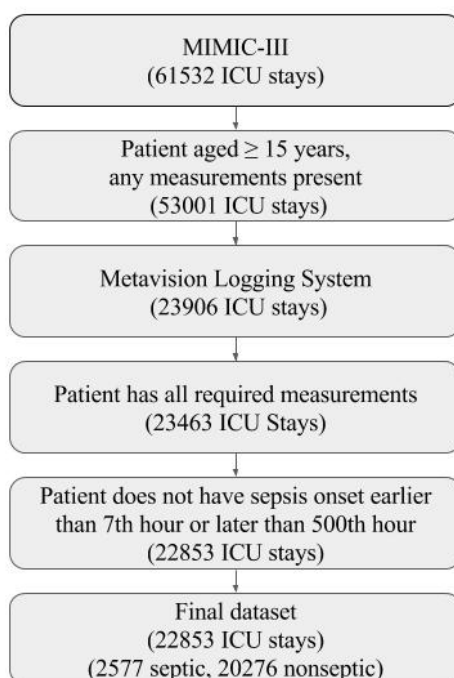 MIMIC-III
(61532 ICU stays)
Patient aged ≥ 15 years,
any measurements present
(53001 ICU stays)
Metavision Logging System
(23906 ICU stays)
Patient has all required measurements
(23463 ICU Stays)
Patient does not have sepsis onset earlier
than 7th hour or later than 500th hour
(22853 ICU stays)
Final dataset
(22853 ICU stays)
(2577 septic, 20276 nonseptic)